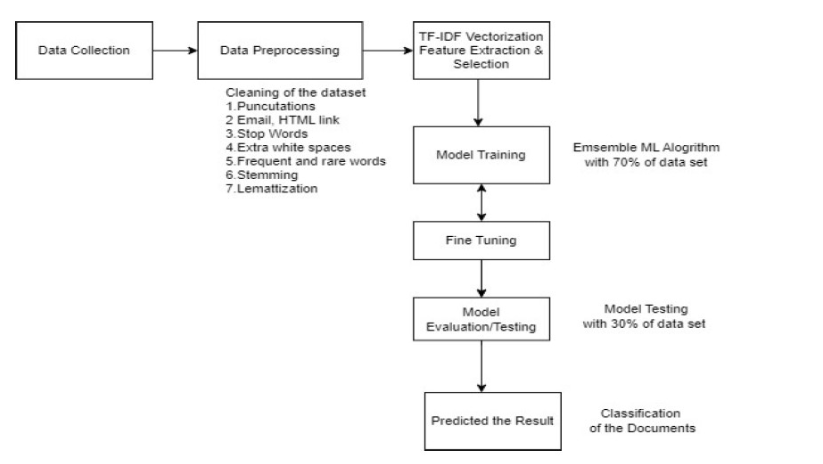 Data Collection
Data Preprocessing
TF-IDF Vectorization
Feature Extraction &
Selection
Cleaning of the dataset
1.Puncutations
2 Email, HTML link
3.Stop Words
4.Extra white spaces
5.Frequent and rare words
6.Stemming
7.Lemattization
Model Training
Emsemble ML Alogrithm
with 70% of data set
Fine Tuning
Model
Evaluation/Testing
Model Testing
with 30% of data set
Predicted the Result
Classification
of the Documents